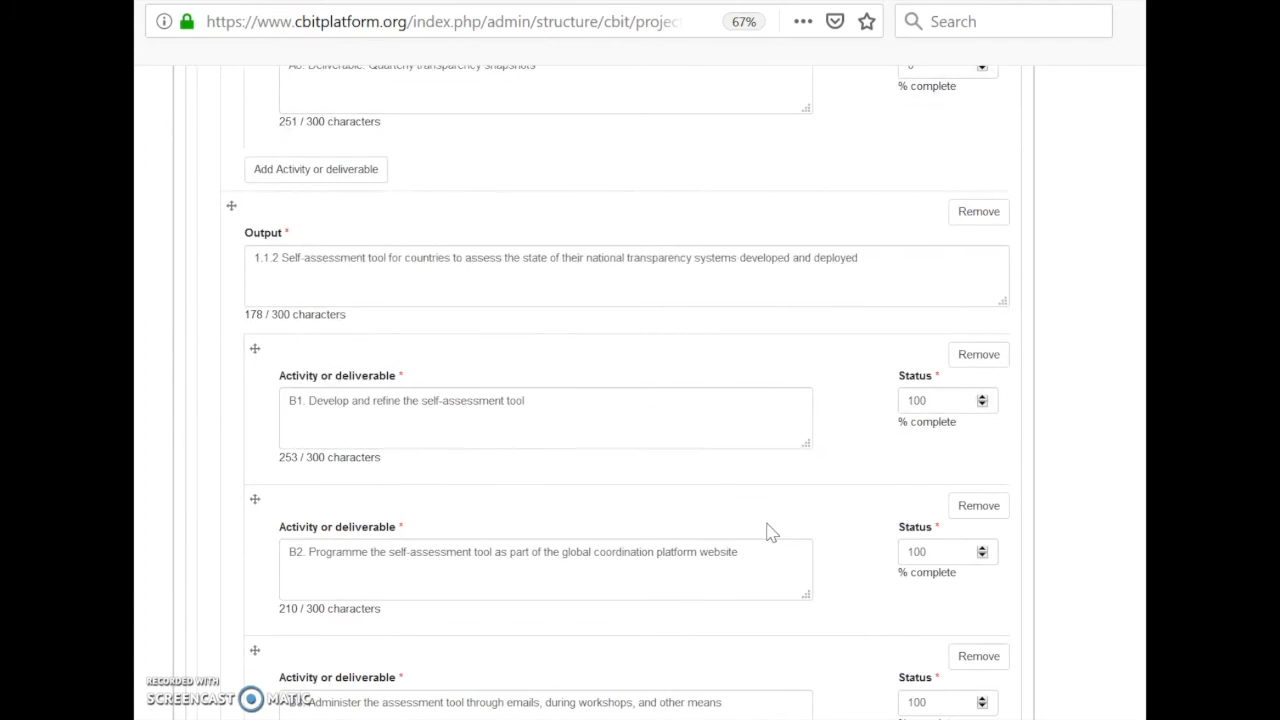 https://www.cbitplatform.org/index.php/admin/structure/cbit/projec
67%
Search
Deliverable: Quarterly transparency snapshots
% complete
251 / 300 characters
Add Activity or deliverable
Remove
Output *
1.1.2 Self-assessment tool for countries to assess the state of their national transparency systems developed and deployed
178 / 300 characters
Remove
Activity or deliverable *
Status *
B1. Develop and refine the self-assessment tool
100
% complete
253 / 300 characters
Remove
Activity or deliverable *
Status *
B2. Programme the self-assessment tool as part of the global coordination platform website
100
% complete
210 / 300 characters
Remove
Activity or deliverable *
Status *
Administer the assessment tool through emails, during workshops, and other means
100
RECORDED WITH
SCREENCAST MATIC